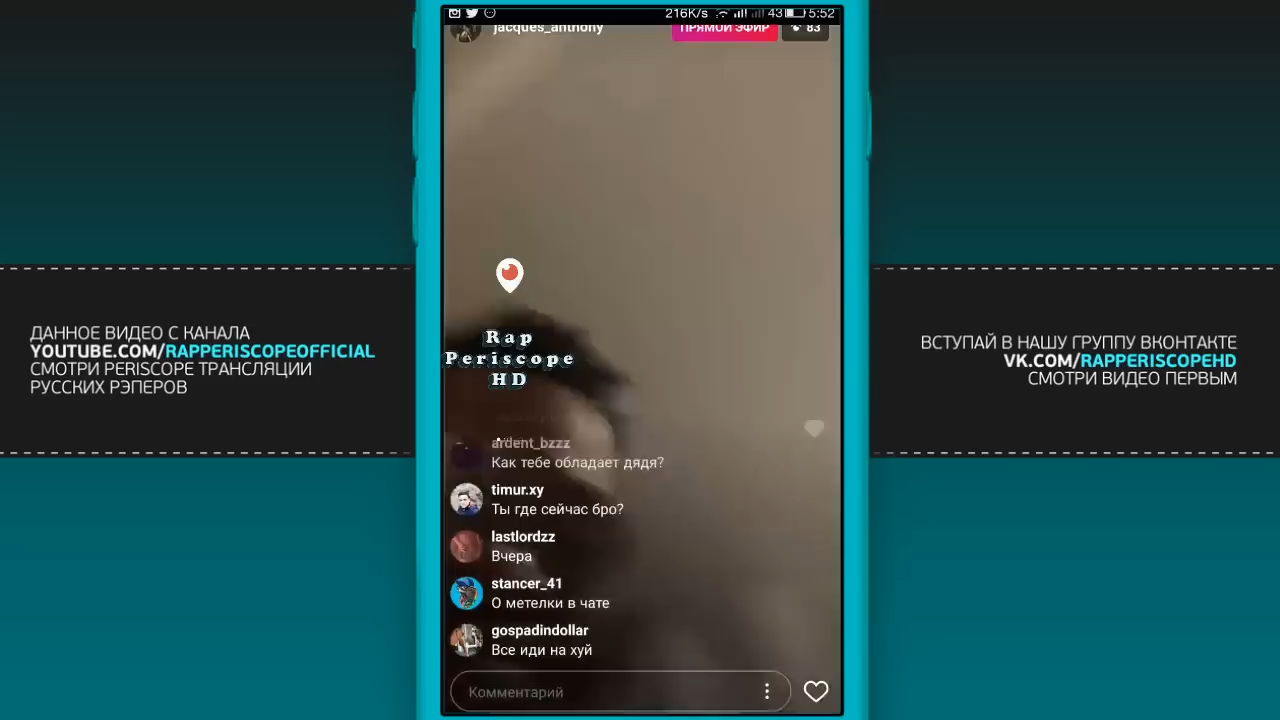 216K/s 43 5:52
jacques_anthony ПРЯМОЙ ЭФИР 83
Rap
Periscope
HD
ДАННОЕ ВИДЕО С КАНАЛА
YOUTUBE.COM/RAPPERISCOPEOFFICIAL
СМОТРИ PERISCOPE ТРАНСЛЯЦИИ
РУССКИХ РЭПЕРОВ
ВСТУПАЙ В НАШУ ГРУППУ ВКОНТАКТЕ
VK.COM/RAPPERISCOPEHD
СМОТРИ ВИДЕО ПЕРВЫМ
ardent_bzzz
Как тебе обладает дядя?
timur.xy
Ты где сейчас бро?
lastlordzz
Вчера
stancer_41
О метелки в чате
gospadindollar
Все иди на хуй
Комментарий